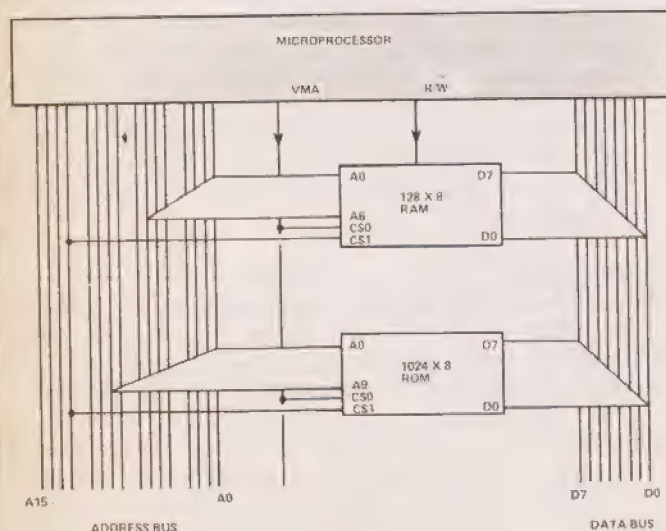 MICROPROCESSOR
VMA R/W
A0 D7
128 X 8
RAM
A6
CS0
CS1 D0
A0 D7
1024 X 8
ROM
A9
CS0
CS1 D0
A15 A0 D7 D0
ADDRESS BUS DATA BUS